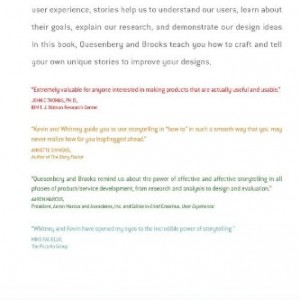 user experience, stories help us to understand our users, learn about
their goals, explain our research, and demonstrate our design ideas
In this book, Quesenbery and Brooks teach you how to craft and tell
your own unique stories to improve your designs.
"Extremely valuable for anyone interested in making products that are actually useful and usable."
JOHN C. THOMAS, PH.D.,
IBM T. J. Watson Research Center
"Kevin and Whitney guide you to use storytelling in "how to" in such a smooth way that you may
never realize how far you leapfrogged ahead."
ANNETTE SIMMONS,
Author of The Story Factor
"Quesenbery and Brooks remind us about the power of effective and affective storytelling in all
phases of product/service development, from research and analysis to design and evaluation."
AARON MARCUS,
President, Aaron Marcus and Associates, Inc. and Editor-in-Chief Emeritus, User Experience
"Whitney and Kevin have opened my eyes to the incredible power of storytelling."